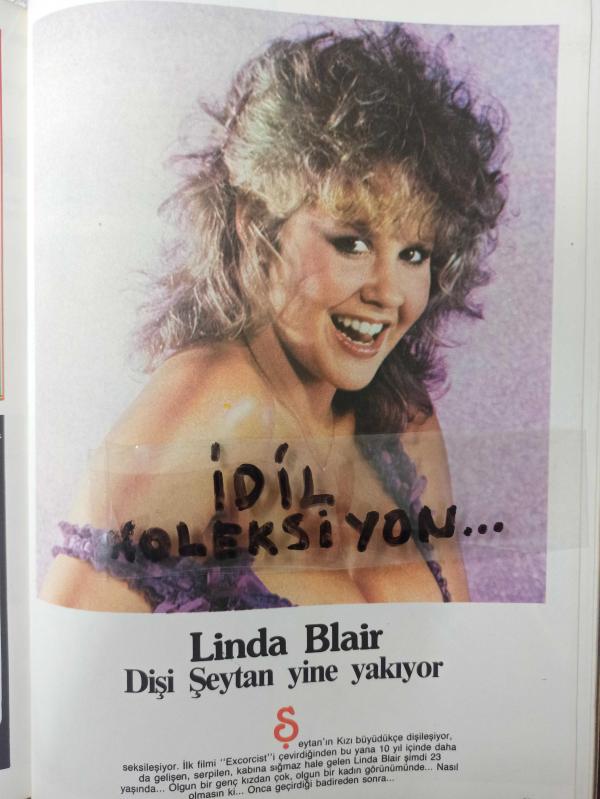 İDİL
KOLEKSİYON...
Linda Blair
Dişi Şeytan yine yakıyor
Şeytan'ın Kızı büyüdükçe dişileşiyor,
seksileşiyor. İlk filmi "Excorcist"i çevirdiğinden bu yana 10 yıl içinde daha
da gelişen, serpilen, kabına sığmaz hale gelen Linda Blair şimdi 23
yaşında... Olgun bir genç kızdan çok, olgun bir kadın görünümünde... Nasıl
olmasın ki... Onca geçirdiği badireden sonra...